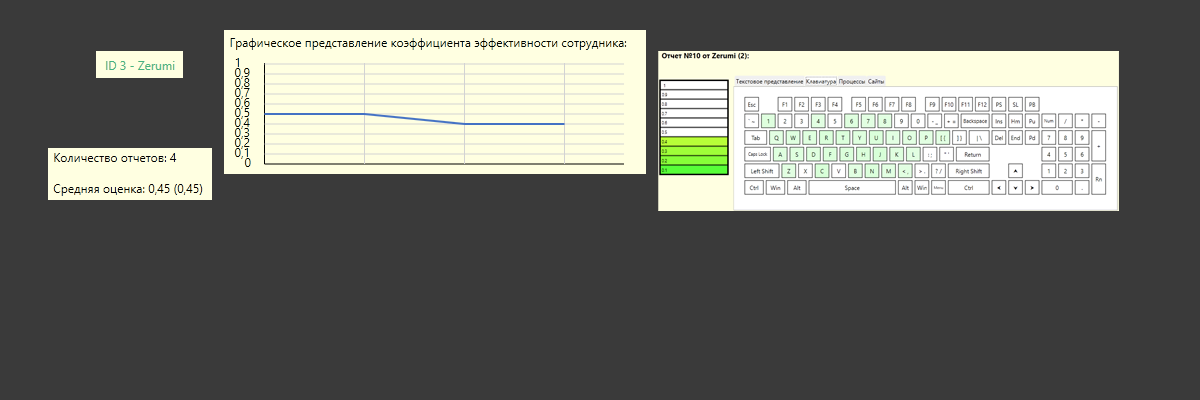 ID 3 - Zerumi
Количество отчетов: 4
Средняя оценка: 0,45 (0,45)
Графическое представление коэффициента эффективности сотрудника:
1
0,9
0,8
0,7
0,6
0,5
0,4
0,3
0,2
0,1
0
Отчет №10 от Zerumi (2):
Текстовое представление Клавиатура Процессы Сайты
1
0.9
0.8
0.7
0.6
0.5
0.4
0.3
0.2
0.1
Esc F1 F2 F3 F4 F5 F6 F7 F8 F9 F10 F11 F12 PS SL PB
` ~ 1 2 3 4 5 6 7 8 9 0 - _ + = Backspace Ins Hm Pu Num / * -
Tab Q W E R T Y U I O P [ { ] } | \ Del End Pd 7 8 9
Caps Lock A S D F G H J K L ; : " ' Return 4 5 6 +
Left Shift Z X C V B N M < , > . ? / Right Shift 1 2 3
Ctrl Win Alt Space Alt Win Menu Ctrl 0 . Rn